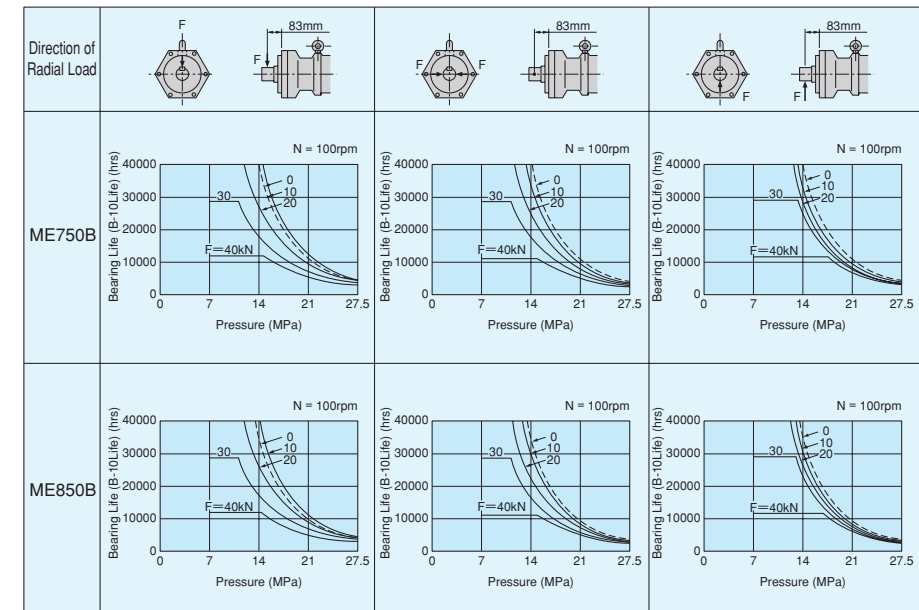 Direction of
Radial Load
F
83mm
F
F
F
83mm
F
83mm
F
ME750B
N = 100rpm
Bearing Life (B-10Life) (hrs)
40000
30000
20000
10000
0
30
0
10
20
F=40kN
0
7
14
21
27.5
Pressure (MPa)
N = 100rpm
Bearing Life (B-10Life) (hrs)
40000
30000
20000
10000
0
30
0
10
20
F=40kN
0
7
14
21
27.5
Pressure (MPa)
N = 100rpm
Bearing Life (B-10Life) (hrs)
40000
30000
20000
10000
0
30
0
10
20
F=40kN
0
7
14
21
27.5
Pressure (MPa)
ME850B
N = 100rpm
Bearing Life (B-10Life) (hrs)
40000
30000
20000
10000
0
30
0
10
20
F=40kN
0
7
14
21
27.5
Pressure (MPa)
N = 100rpm
Bearing Life (B-10Life) (hrs)
40000
30000
20000
10000
0
30
0
10
20
F=40kN
0
7
14
21
27.5
Pressure (MPa)
N = 100rpm
Bearing Life (B-10Life) (hrs)
40000
30000
20000
10000
0
30
0
10
20
F=40kN
0
7
14
21
27.5
Pressure (MPa)